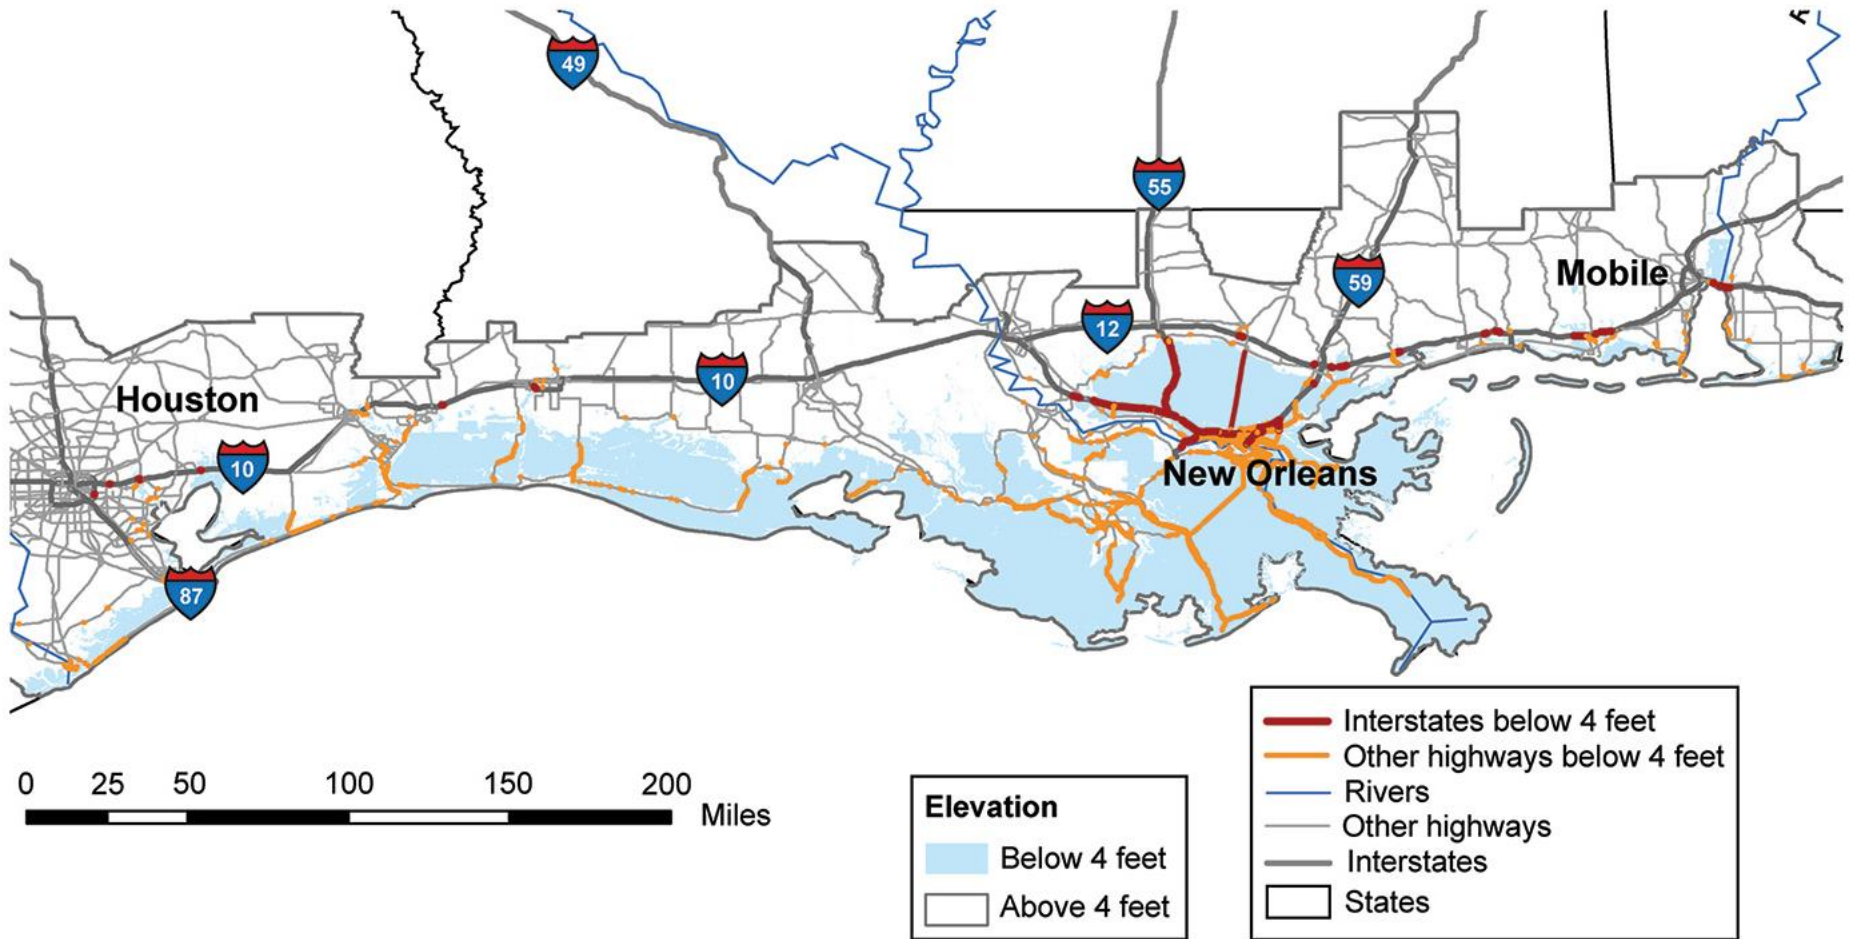 49
55
Mobile
59
12
10
Houston
10
New Orleans
87
Interstates below 4 feet
Other highways below 4 feet
Rivers
Other highways
Interstates
States
0 25 50 100 150 200
Miles
Elevation
Below 4 feet
Above 4 feet